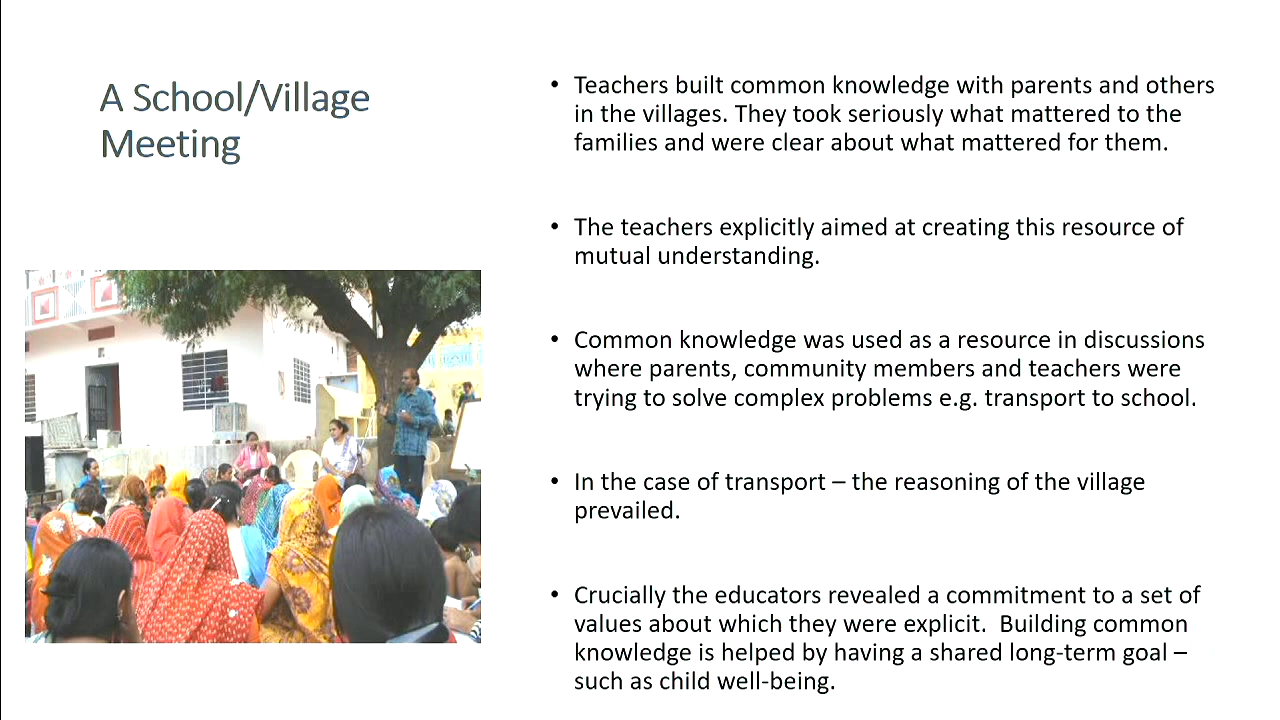 A School/Village
Meeting
• Teachers built common knowledge with parents and others
in the villages. They took seriously what mattered to the
families and were clear about what mattered for them.
• The teachers explicitly aimed at creating this resource of
mutual understanding.
• Common knowledge was used as a resource in discussions
where parents, community members and teachers were
trying to solve complex problems e.g. transport to school.
• In the case of transport – the reasoning of the village
prevailed.
• Crucially the educators revealed a commitment to a set of
values about which they were explicit.  Building common
knowledge is helped by having a shared long-term goal –
such as child well-being.